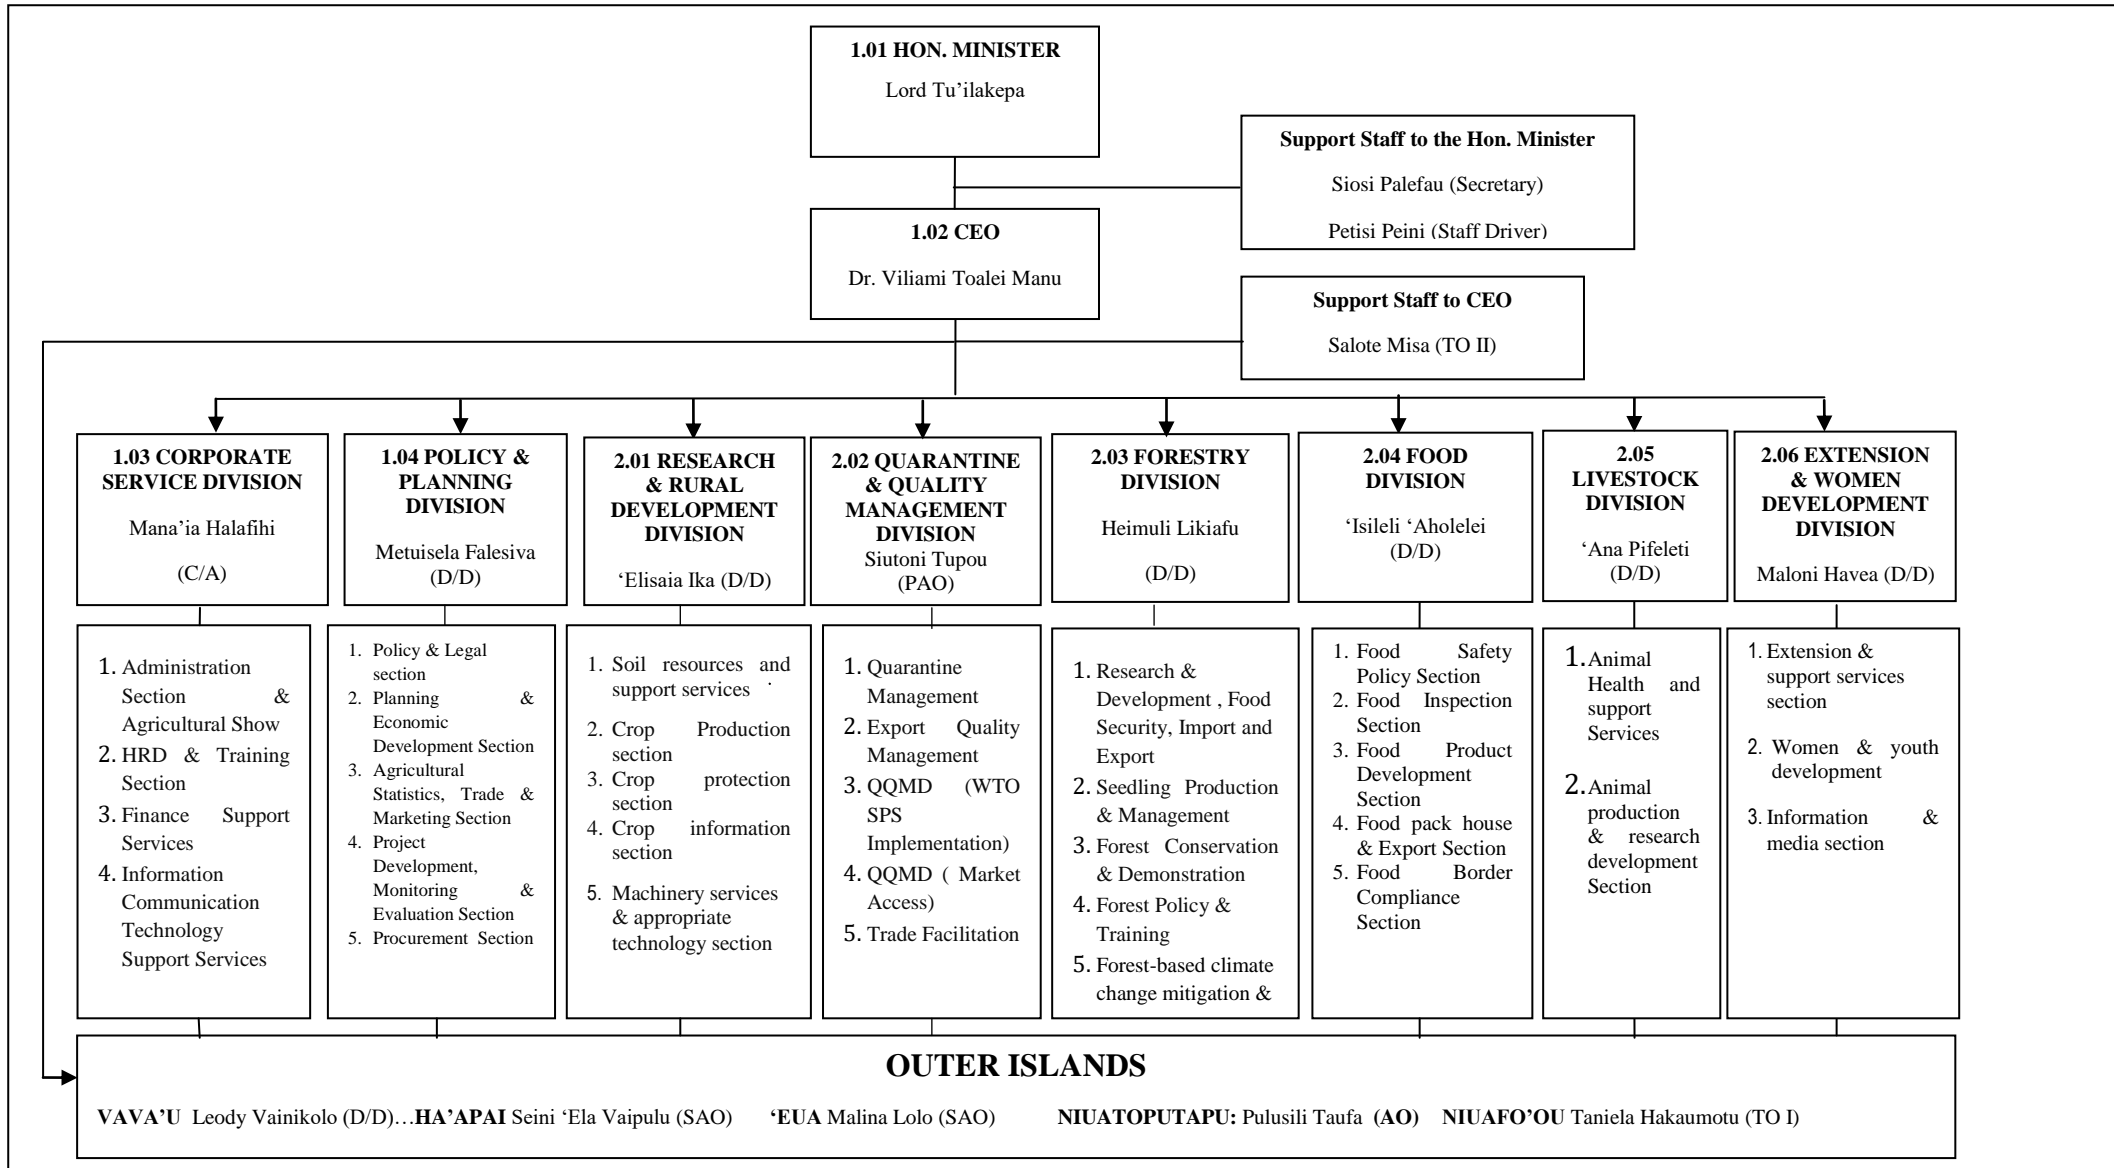 1.01 HON. MINISTER
Lord Tu’ilakepa
Support Staff to the Hon. Minister
Siosi Palefau (Secretary)
Petisi Peini (Staff Driver)
1.02 CEO
Dr. Viliami Toalei Manu
Support Staff to CEO
Salote Misa (TO II)
1.03 CORPORATE
SERVICE DIVISION
Mana’ia Halafihi
(C/A)
1.04 POLICY &
PLANNING
DIVISION
Metuisela Falesiva
(D/D)
2.01 RESEARCH
& RURAL
DEVELOPMENT
DIVISION
‘Elisaia Ika (D/D)
2.02 QUARANTINE
& QUALITY
MANAGEMENT
DIVISION
Siutoni Tupou
(PAO)
2.03 FORESTRY
DIVISION
Heimuli Likiafu
(D/D)
2.04 FOOD
DIVISION
‘Isileli ‘Aholelei
(D/D)
2.05
LIVESTOCK
DIVISION
‘Ana Pifeleti
(D/D)
2.06 EXTENSION
& WOMEN
DEVELOPMENT
DIVISION
Maloni Havea (D/D)
1. Administration
Section &
Agricultural Show
2. HRD & Training
Section
3. Finance Support
Services
4. Information
Communication
Technology
Support Services
1. Policy & Legal
section
2. Planning &
Economic
Development Section
3. Agricultural
Statistics, Trade &
Marketing Section
4. Project
Development,
Monitoring &
Evaluation Section
5. Procurement Section
1. Soil resources and
support services
2. Crop Production
section
3. Crop protection
section
4. Crop information
section
5. Machinery services
& appropriate
technology section
1. Quarantine
Management
2. Export Quality
Management
3. QQMD (WTO
SPS
Implementation)
4. QQMD ( Market
Access)
5. Trade Facilitation
1. Research &
Development , Food
Security, Import and
Export
2. Seedling Production
& Management
3. Forest Conservation
& Demonstration
4. Forest Policy &
Training
5. Forest-based climate
change mitigation &
1. Food Safety
Policy Section
2. Food Inspection
Section
3. Food Product
Development
Section
4. Food pack house
& Export Section
5. Food Border
Compliance
Section
1. Animal
Health and
support
Services
2. Animal
production
& research
development
Section
1. Extension &
support services
section
2. Women & youth
development
3. Information &
media section
OUTER ISLANDS
VAVA’U Leody Vainikolo (D/D)…HA’APAI Seini ‘Ela Vaipulu (SAO) ‘EUA Malina Lolo (SAO) NIUATOPUTAPU: Pulusili Taufa (AO) NIUAFO’OU Taniela Hakaumotu (TO I)